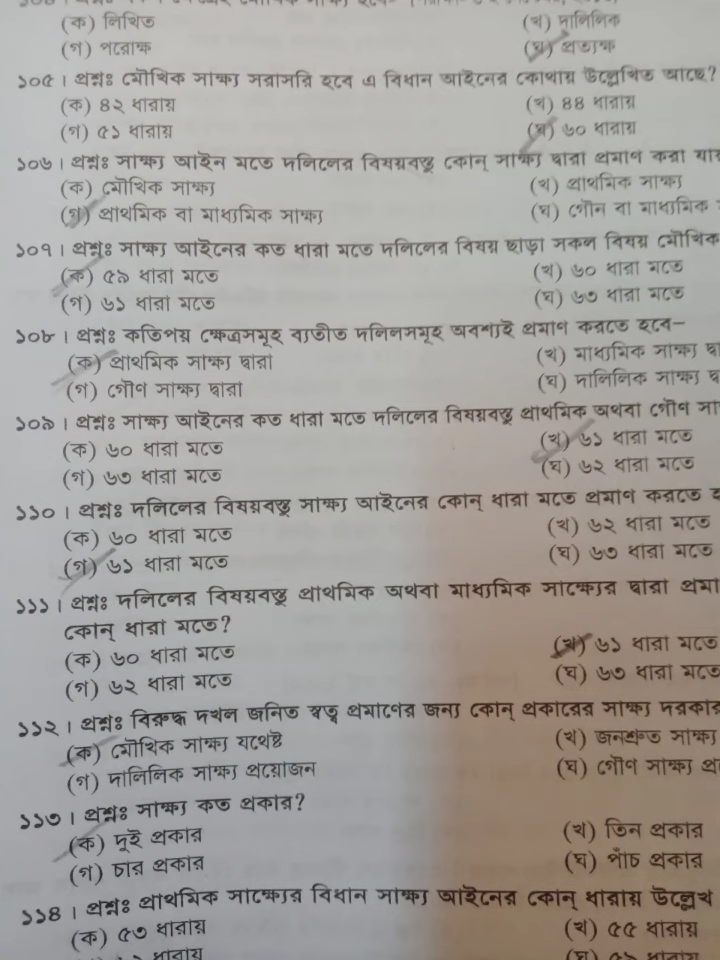 (ক) লিখিত (খ) দালিলিক
(গ) পরোক্ষ (ঘ) প্রত্যক্ষ
১০৫। প্রশ্নঃ মৌখিক সাক্ষ্য সরাসরি হবে এ বিধান আইনের কোথায় উল্লেখিত আছে?
(ক) ৪২ ধারায় (খ) ৪৪ ধারায়
(গ) ৫১ ধারায় (ঘ) ৬০ ধারায়
১০৬। প্রশ্নঃ সাক্ষ্য আইন মতে দলিলের বিষয়বস্তু কোন্ সাক্ষ্য দ্বারা প্রমাণ করা যায়
(ক) মৌখিক সাক্ষ্য (খ) প্রাথমিক সাক্ষ্য
(গ) প্রাথমিক বা মাধ্যমিক সাক্ষ্য (ঘ) গৌন বা মাধ্যমিক
১০৭। প্রশ্নঃ সাক্ষ্য আইনের কত ধারা মতে দলিলের বিষয় ছাড়া সকল বিষয় মৌখিক
(ক) ৫৯ ধারা মতে (খ) ৬০ ধারা মতে
(গ) ৬১ ধারা মতে (ঘ) ৬৩ ধারা মতে
১০৮। প্রশ্নঃ কতিপয় ক্ষেত্রসমূহ ব্যতীত দলিলসমূহ অবশ্যই প্রমাণ করতে হবে–
(ক) প্রাথমিক সাক্ষ্য দ্বারা (খ) মাধ্যমিক সাক্ষ্য
(গ) গৌণ সাক্ষ্য দ্বারা (ঘ) দালিলিক সাক্ষ্য
১০৯। প্রশ্নঃ সাক্ষ্য আইনের কত ধারা মতে দলিলের বিষয়বস্তু প্রাথমিক অথবা গৌণ
(ক) ৬০ ধারা মতে (খ) ৬১ ধারা মতে
(গ) ৬৩ ধারা মতে (ঘ) ৬২ ধারা মতে
১১০। প্রশ্নঃ দলিলের বিষয়বস্তু সাক্ষ্য আইনের কোন্ ধারা মতে প্রমাণ করতে
(ক) ৬০ ধারা মতে (খ) ৬২ ধারা মতে
(গ) ৬১ ধারা মতে (ঘ) ৬৩ ধারা মতে
১১১। প্রশ্নঃ দলিলের বিষয়বস্তু প্রাথমিক অথবা মাধ্যমিক সাক্ষ্যের দ্বারা প্রমা
কোন্ ধারা মতে?
(ক) ৬০ ধারা মতে (খ) ৬১ ধারা মতে
(গ) ৬২ ধারা মতে (ঘ) ৬৩ ধারা মতে
১১২। প্রশ্নঃ বিরুদ্ধ দখল জনিত স্বত্ব প্রমাণের জন্য কোন্ প্রকারের সাক্ষ্য দরকার
(ক) মৌখিক সাক্ষ্য যথেষ্ট (খ) জনশ্রুত সাক্ষ্য
(গ) দালিলিক সাক্ষ্য প্রয়োজন (ঘ) গৌণ সাক্ষ্য
১১৩। প্রশ্নঃ সাক্ষ্য কত প্রকার?
(ক) দুই প্রকার (খ) তিন প্রকার
(গ) চার প্রকার (ঘ) পাঁচ প্রকার
১১৪। প্রশ্নঃ প্রাথমিক সাক্ষ্যের বিধান সাক্ষ্য আইনের কোন্ ধারায় উল্লেখ
(ক) ৫৩ ধারায় (খ) ৫৫ ধারায়